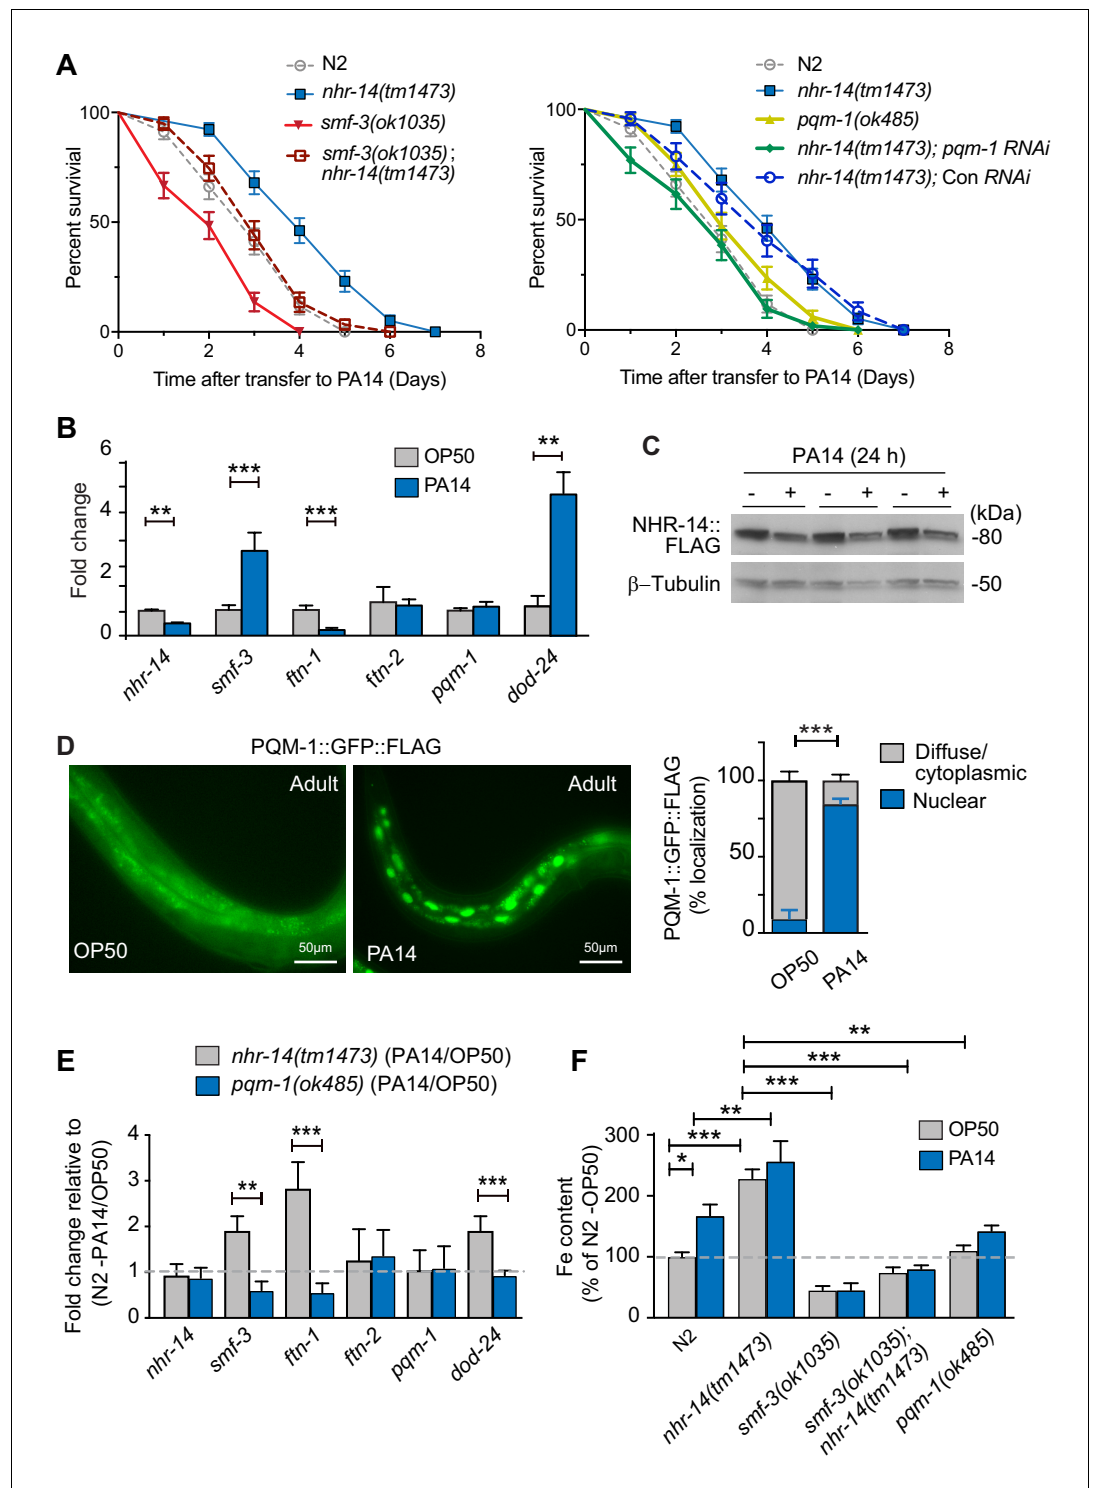 A
N2
nhr-14(tm1473)
smf-3(ok1035)
smf-3(ok1035);
nhr-14(tm1473)
100
50
0
Percent survival
0 2 4 6 8
Time after transfer to PA14 (Days)
N2
nhr-14(tm1473)
pqm-1(ok485)
nhr-14(tm1473); pqm-1 RNAi
nhr-14(tm1473); Con RNAi
100
50
0
Percent survival
0 2 4 6 8
Time after transfer to PA14 (Days)
B
OP50
PA14
6
4
2
0
Fold change
** *** *** **
nhr-14 smf-3 ftn-1 ftn-2 pqm-1 dod-24
C
PA14 (24 h)
- + - + - +
(kDa)
NHR-14::
FLAG
-80
β–Tubulin
-50
D
PQM-1::GFP::FLAG
Adult
OP50
50µm
Adult
PA14
50µm
***
Diffuse/
cytoplasmic
Nuclear
100
50
0
PQM-1::GFP::FLAG
(% localization)
OP50 PA14
E
nhr-14(tm1473) (PA14/OP50)
pqm-1(ok485) (PA14/OP50)
4
3
2
1
0
Fold change relative to
(N2 -PA14/OP50)
** *** ***
nhr-14 smf-3 ftn-1 ftn-2 pqm-1 dod-24
F
**
***
***
**
***
*
OP50
PA14
300
200
100
0
Fe content
(% of N2 -OP50)
N2
nhr-14(tm1473)
smf-3(ok1035)
smf-3(ok1035);
nhr-14(tm1473)
pqm-1(ok485)